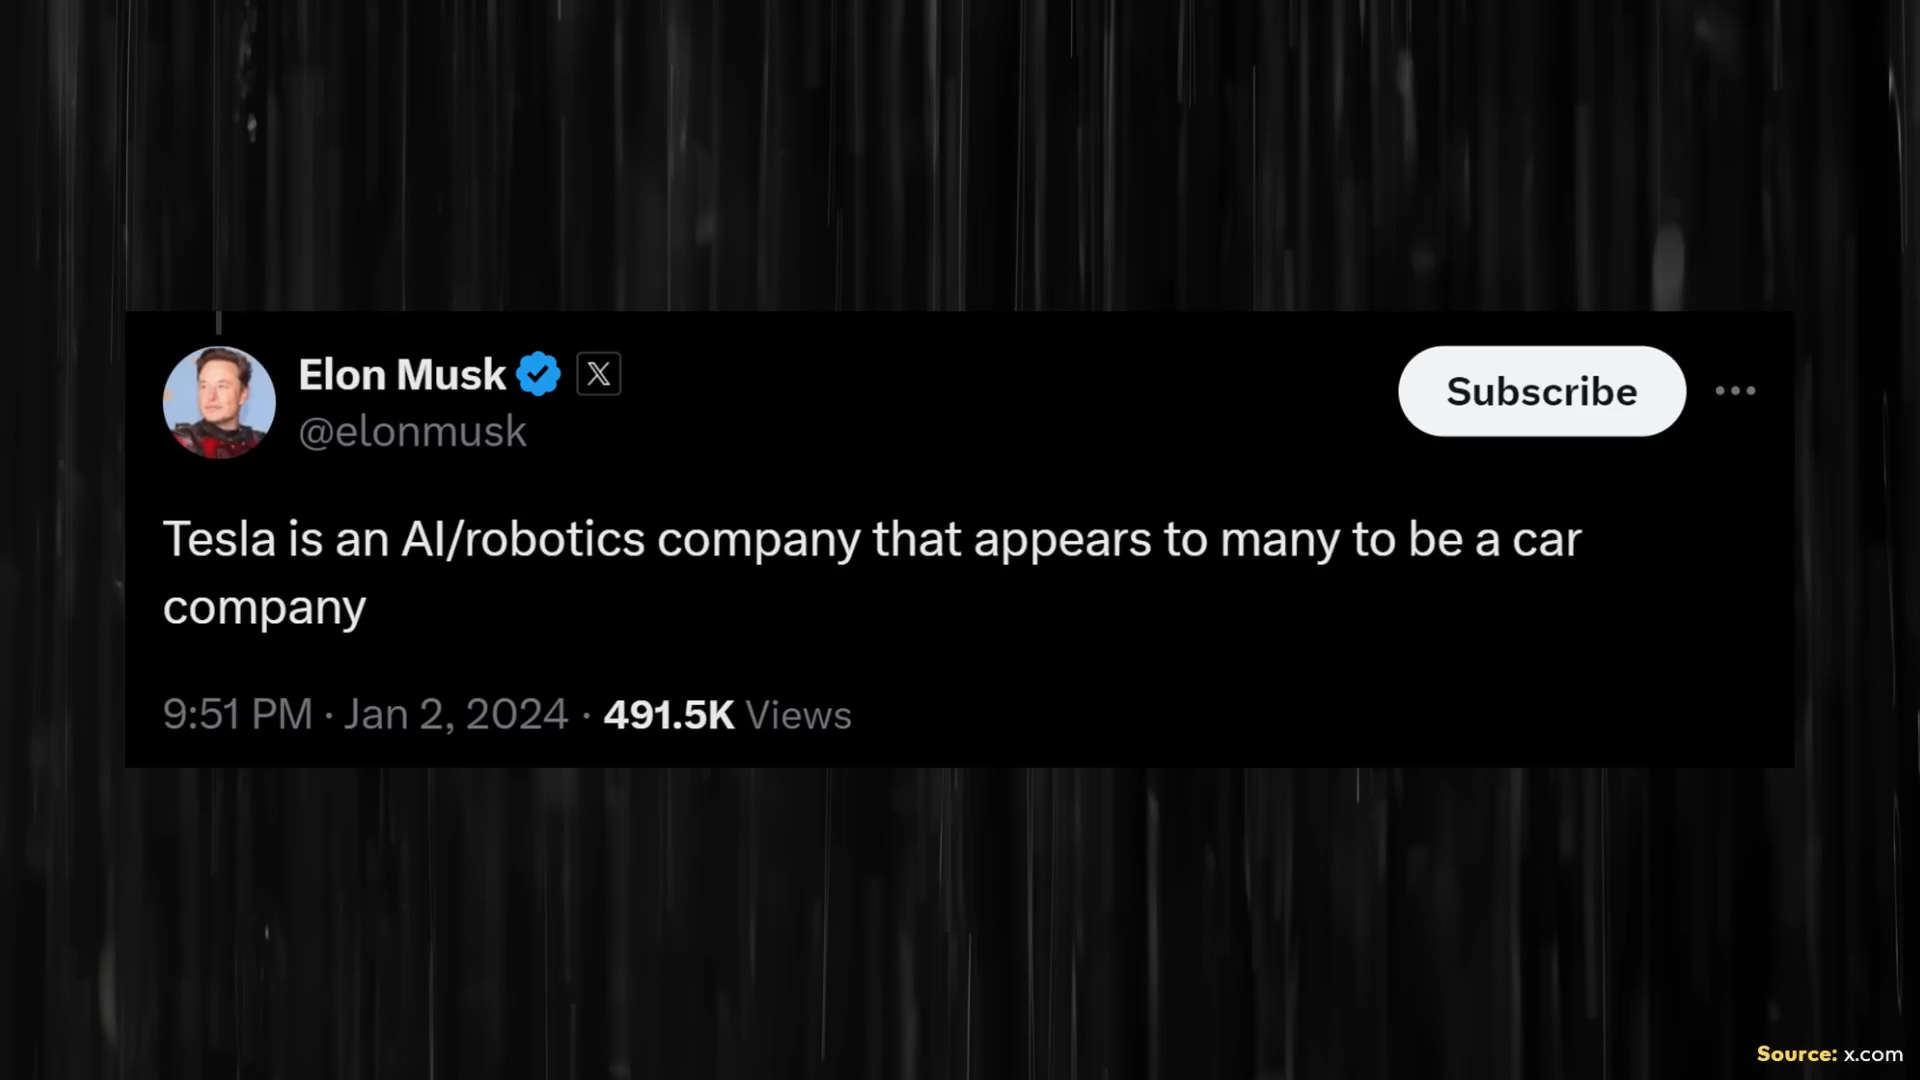 Elon Musk X
@elonmusk
Subscribe
Tesla is an AI/robotics company that appears to many to be a car
company
9:51 PM · Jan 2, 2024 · 491.5K Views
Source: x.com